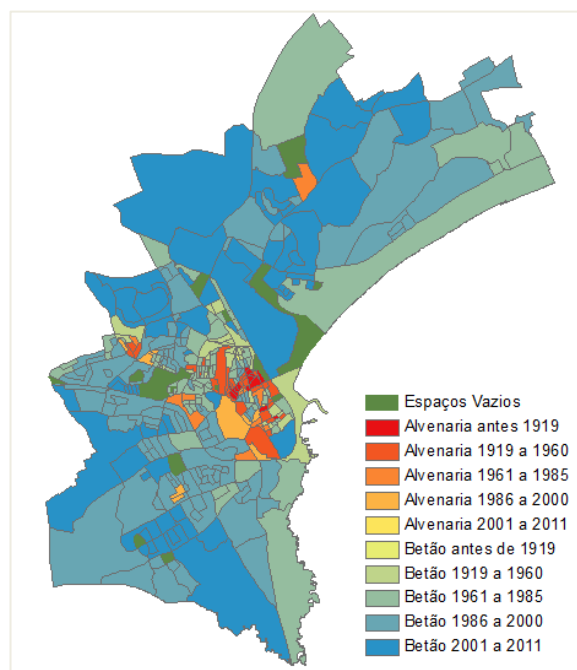 Espaços Vazios
Alvenaria antes 1919
Alvenaria 1919 a 1960
Alvenaria 1961 a 1985
Alvenaria 1986 a 2000
Alvenaria 2001 a 2011
Betão antes de 1919
Betão 1919 a 1960
Betão 1961 a 1985
Betão 1986 a 2000
Betão 2001 a 2011